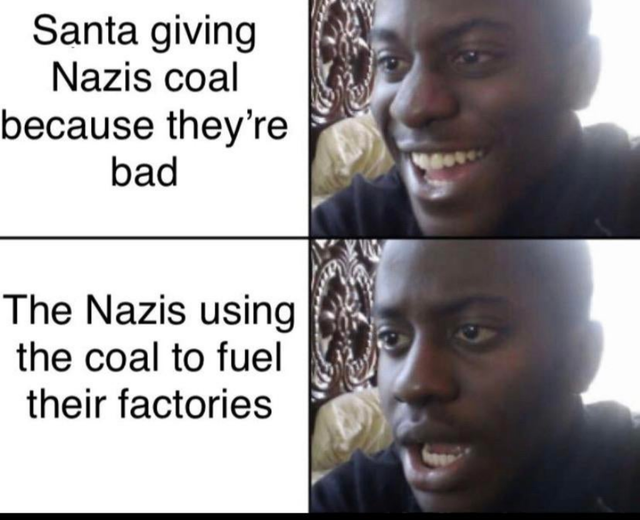 Santa giving
Nazis coal
because they’re
bad
The Nazis using
the coal to fuel
their factories